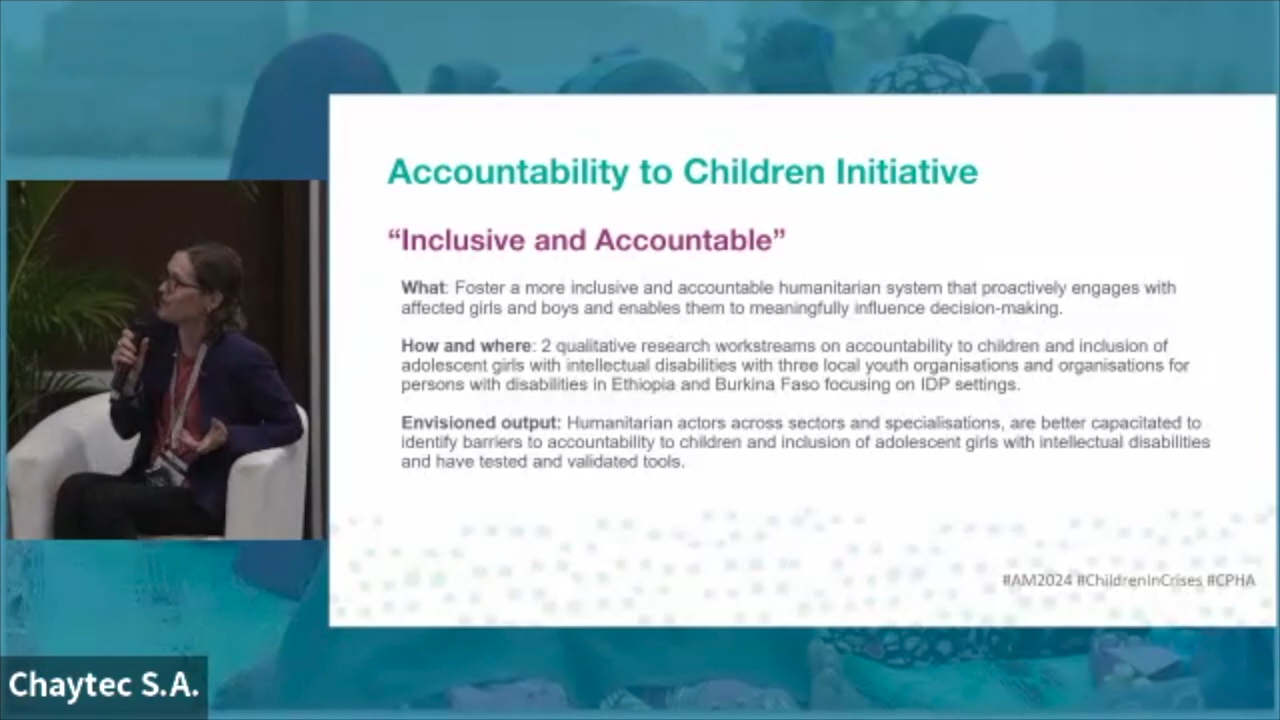 Accountability to Children Initiative
“Inclusive and Accountable”
What: Foster a more inclusive and accountable humanitarian system that proactively engages with
affected girls and boys and enables them to meaningfully influence decision-making.
How and where: 2 qualitative research workstreams on accountability to children and inclusion of
adolescent girls with intellectual disabilities with three local youth organisations and organisations for
persons with disabilities in Ethiopia and Burkina Faso focusing on IDP settings.
Envisioned output: Humanitarian actors across sectors and specialisations, are better capacitated to
identify barriers to accountability to children and inclusion of adolescent girls with intellectual disabilities
and have tested and validated tools.
#AM2024 #ChildrenInCrises #CPHA
Chaytec S.A.